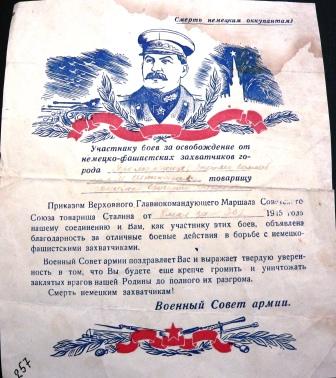 Смерть немецким оккупантам!
Участнику боев за освобождение от
немецко-фашистских захватчиков го-
рода
товарищу
Приказом Верховного Главнокомандующего Маршала Советского
Союза товарища Сталина от 1945 года
нашему соединению и Вам, как участнику этих боев, объявлена
благодарность за отличные боевые действия в борьбе с немецко-
фашистскими захватчиками.
Военный Совет армии поздравляет Вас и выражает твердую уверен-
ность в том, что Вы будете еще крепче громить и уничтожать
заклятых врагов нашей Родины до полного их разгрома.
Смерть немецким захватчикам!
Военный Совет армии.
257